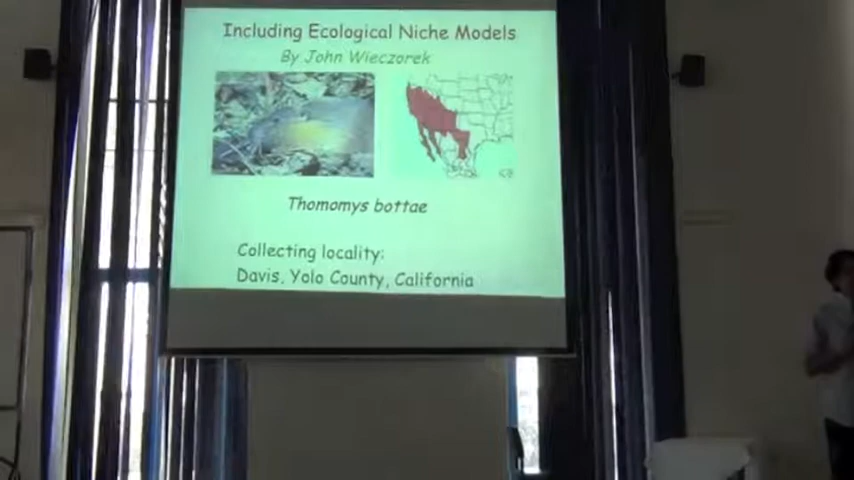 Including Ecological Niche Models
By John Wieczorek
Thomomys bottae
Collecting locality:
Davis, Yolo County, California